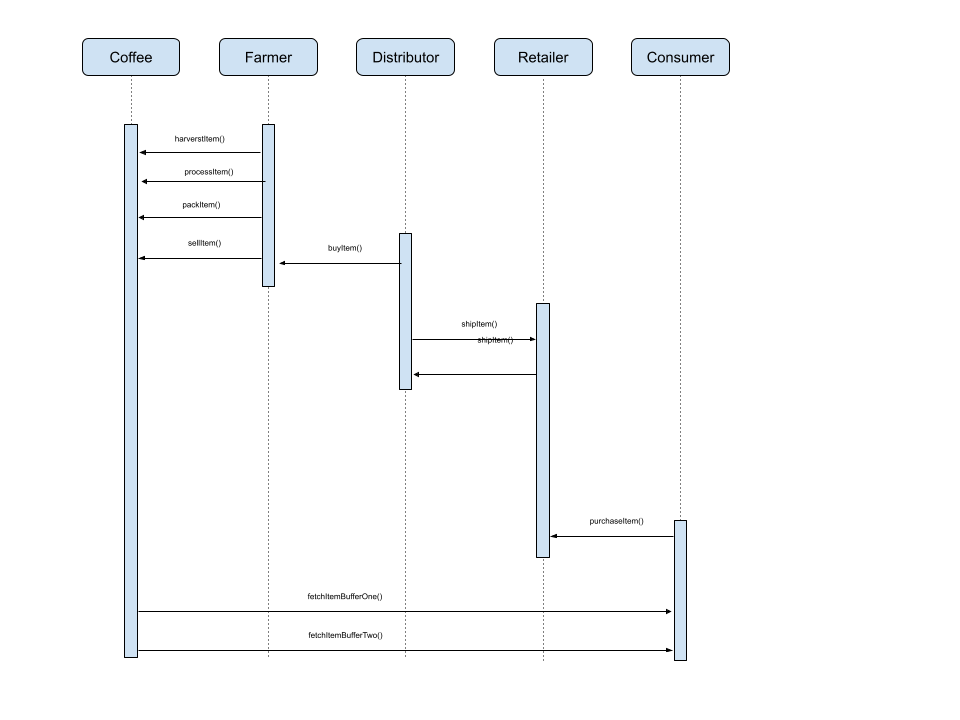 Coffee
Farmer
Distributor
Retailer
Consumer
harverstItem()
processItem()
packItem()
sellItem()
buyItem()
shipItem()
shipItem()
purchaseItem()
fetchItemBufferOne()
fetchItemBufferTwo()